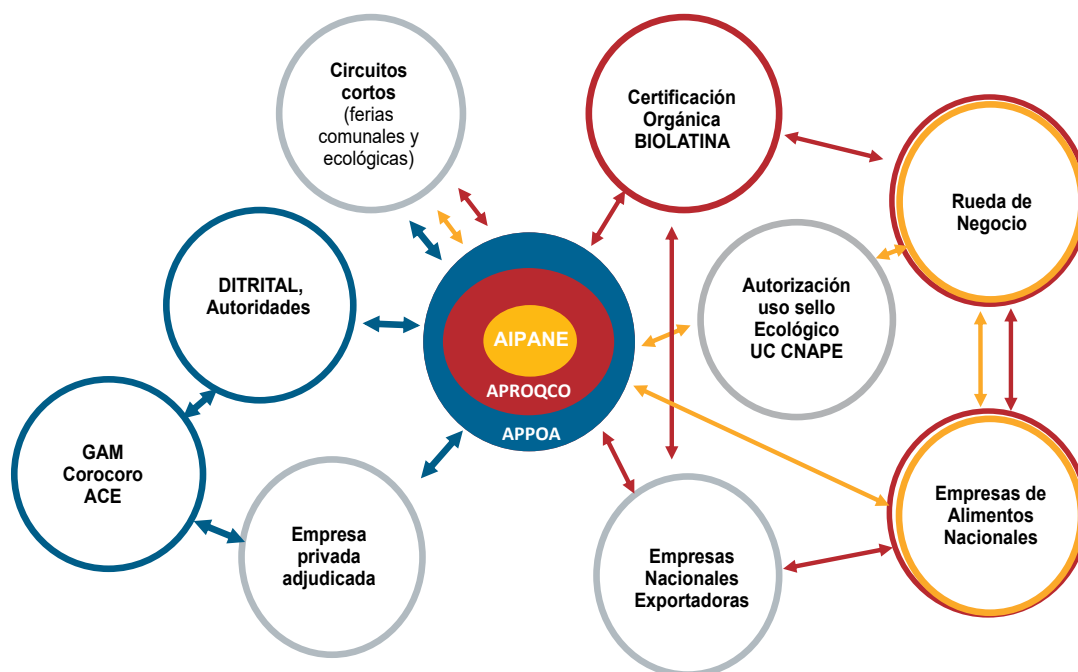 Circuitos
cortos
(ferias
comunales y
ecológicas)
Certificación
Orgánica
BIOLATINA
Rueda de
Negocio
DITRITAL,
Autoridades
Autorización
uso sello
Ecológico
UC CNAPE
AIPANE
APROQCO
APPOA
GAM
Corocoro
ACE
Empresa
privada
adjudicada
Empresas
Nacionales
Exportadoras
Empresas de
Alimentos
Nacionales